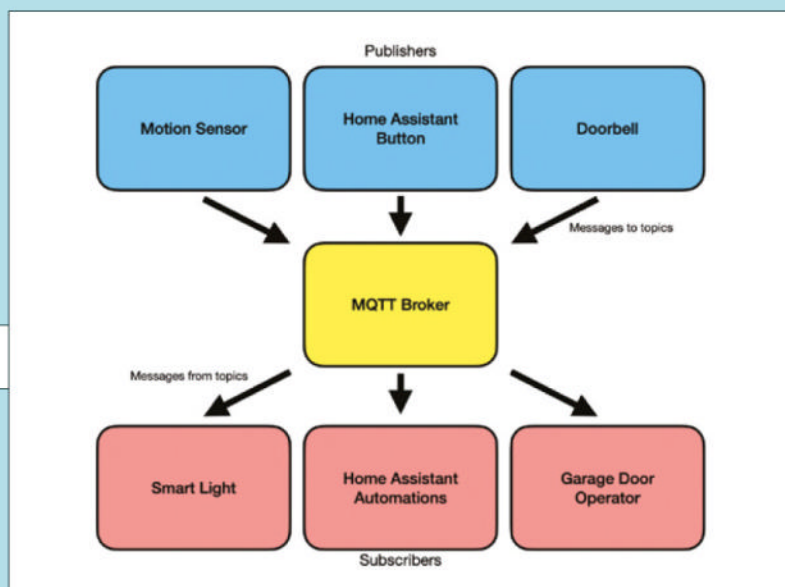 Publishers
Motion Sensor
Home Assistant
Button
Doorbell
Messages to topics
MQTT Broker
Messages from topics
Smart Light
Home Assistant
Automations
Garage Door
Operator
Subscribers